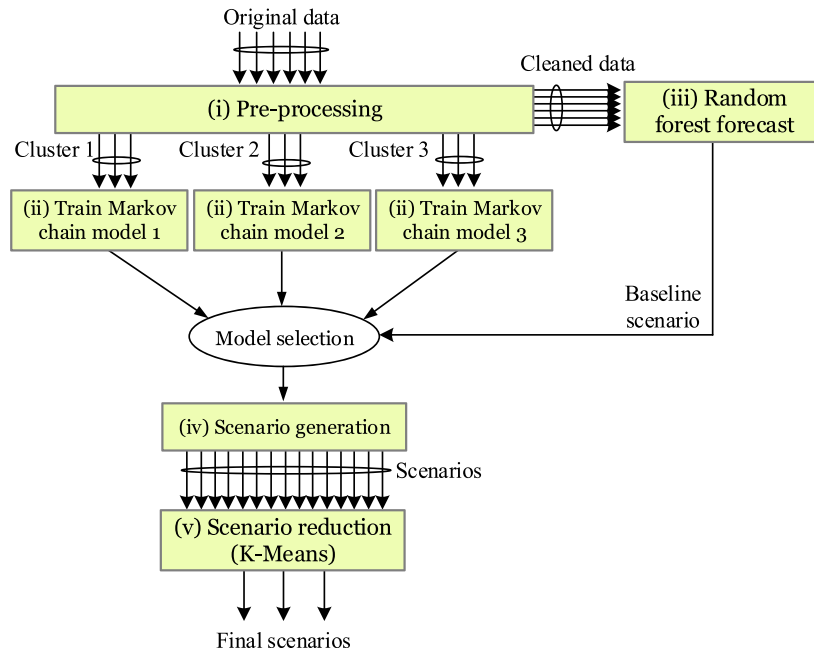 Original data
Cleaned data
(i) Pre-processing
(iii) Random
forest forecast
Cluster 1
Cluster 2
Cluster 3
(ii) Train Markov
chain model 1
(ii) Train Markov
chain model 2
(ii) Train Markov
chain model 3
Baseline
scenario
Model selection
(iv) Scenario generation
Scenarios
(v) Scenario reduction
(K-Means)
Final scenarios